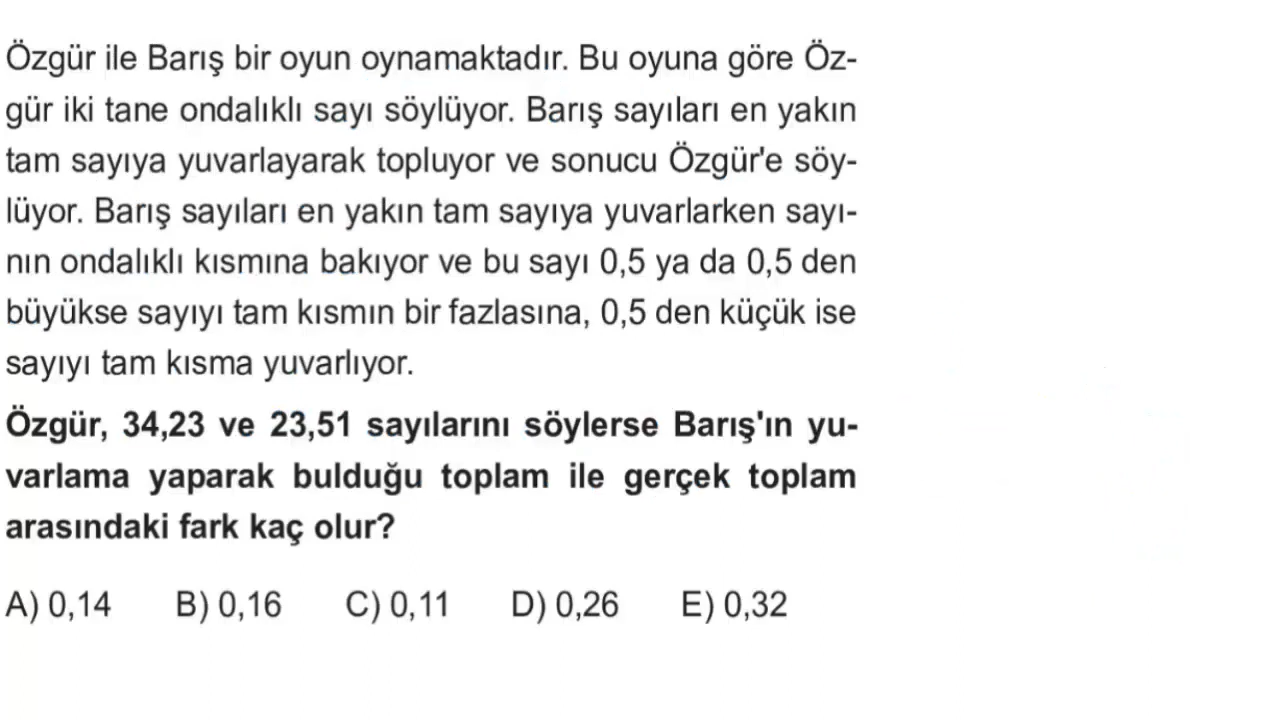 Özgür ile Barış bir oyun oynamaktadır. Bu oyuna göre Öz-
gür iki tane ondalıklı sayı söylüyor. Barış sayıları en yakın
tam sayıya yuvarlayarak topluyor ve sonucu Özgür'e söy-
lüyor. Barış sayıları en yakın tam sayıya yuvarlarken sayı-
nın ondalıklı kısmına bakıyor ve bu sayı 0,5 ya da 0,5 den
büyükse sayıyı tam kısmın bir fazlasına, 0,5 den küçük ise
sayıyı tam kısma yuvarlıyor.
Özgür, 34,23 ve 23,51 sayılarını söylerse Barış'ın yu-
varlama yaparak bulduğu toplam ile gerçek toplam
arasındaki fark kaç olur?
A) 0,14 B) 0,16 C) 0,11 D) 0,26 E) 0,32